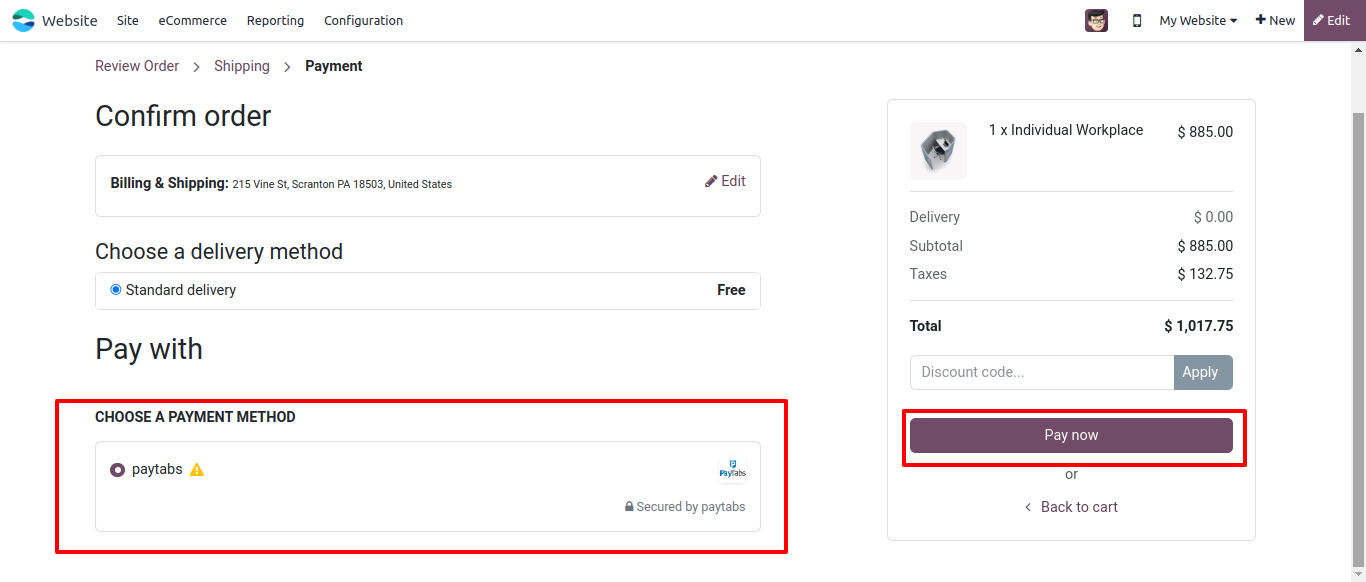 Website Site eCommerce Reporting Configuration My Website New Edit
Review Order Shipping Payment
Confirm order
Billing & Shipping: 215 Vine St, Scranton PA 18503, United States Edit
Choose a delivery method
Standard delivery Free
Pay with
CHOOSE A PAYMENT METHOD
paytabs PayTabs
Secured by paytabs
1 x Individual Workplace $ 885.00
Delivery $ 0.00
Subtotal $ 885.00
Taxes $ 132.75
Total $ 1,017.75
Discount code... Apply
Pay now
or
Back to cart